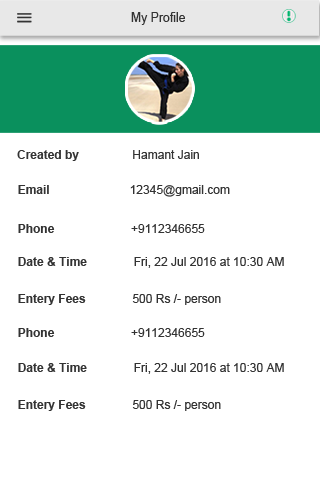 My Profile
Created by Hamant Jain
Email 12345@gmail.com
Phone +9112346655
Date & Time Fri, 22 Jul 2016 at 10:30 AM
Entery Fees 500 Rs /- person
Phone +9112346655
Date & Time Fri, 22 Jul 2016 at 10:30 AM
Entery Fees 500 Rs /- person